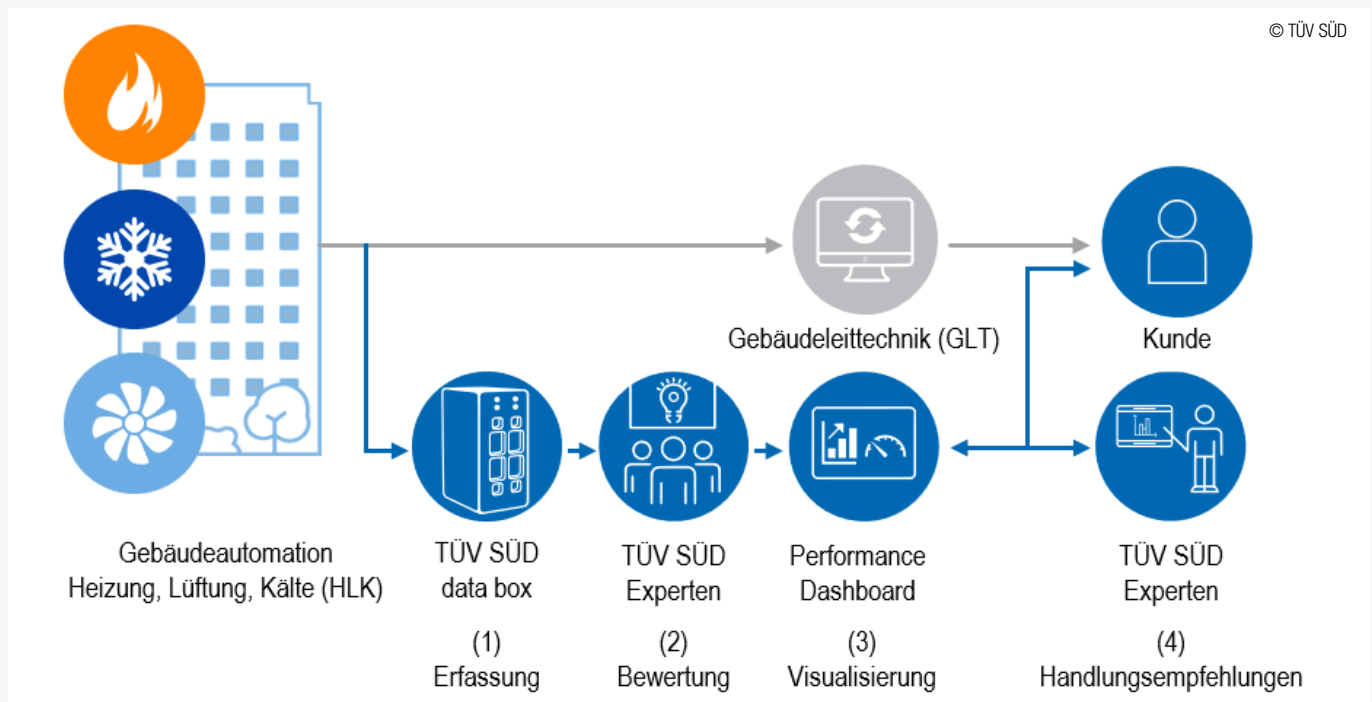 © TÜV SÜD
Gebäudeleittechnik (GLT)
Kunde
Gebäudeautomation
Heizung, Lüftung, Kälte (HLK)
TÜV SÜD
data box
(1)
Erfassung
TÜV SÜD
Experten
(2)
Bewertung
Performance
Dashboard
(3)
Visualisierung
TÜV SÜD
Experten
(4)
Handlungsempfehlungen